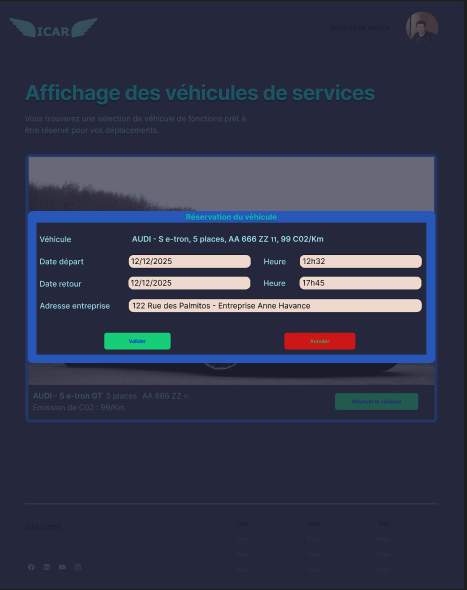 ICAR
Affichage des véhicules de services
Vous trouverez une sélection de véhicule de fonctions prêt à
être réservé pour vos déplacements.
Réservation du véhicule
Véhicule AUDI - S e-tron, 5 places, AA 666 ZZ 11, 99 C02/Km
Date départ 12/12/2025 Heure 12h32
Date retour 12/12/2025 Heure 17h45
Adresse entreprise 122 Rue des Palmitos - Entreprise Anne Havance
Valider Annuler
AUDI - S e-tron GT 5 places AA 666 ZZ 11
Emission de C02 : 99/Km
Réserver le véhicule